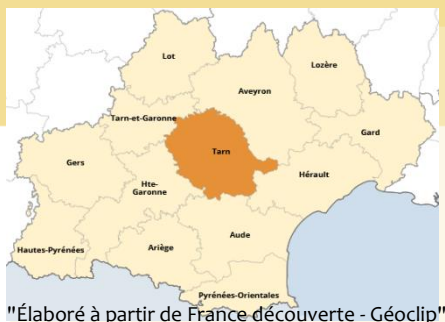 Lot
Lozère
Aveyron
Tarn-et-Garonne
Gard
Tarn
Gers
Hérault
Hte-
Garonne
Aude
Hautes-Pyrénées
Ariège
Pyrénées-Orientales
"Élaboré à partir de France découverte - Géoclip"